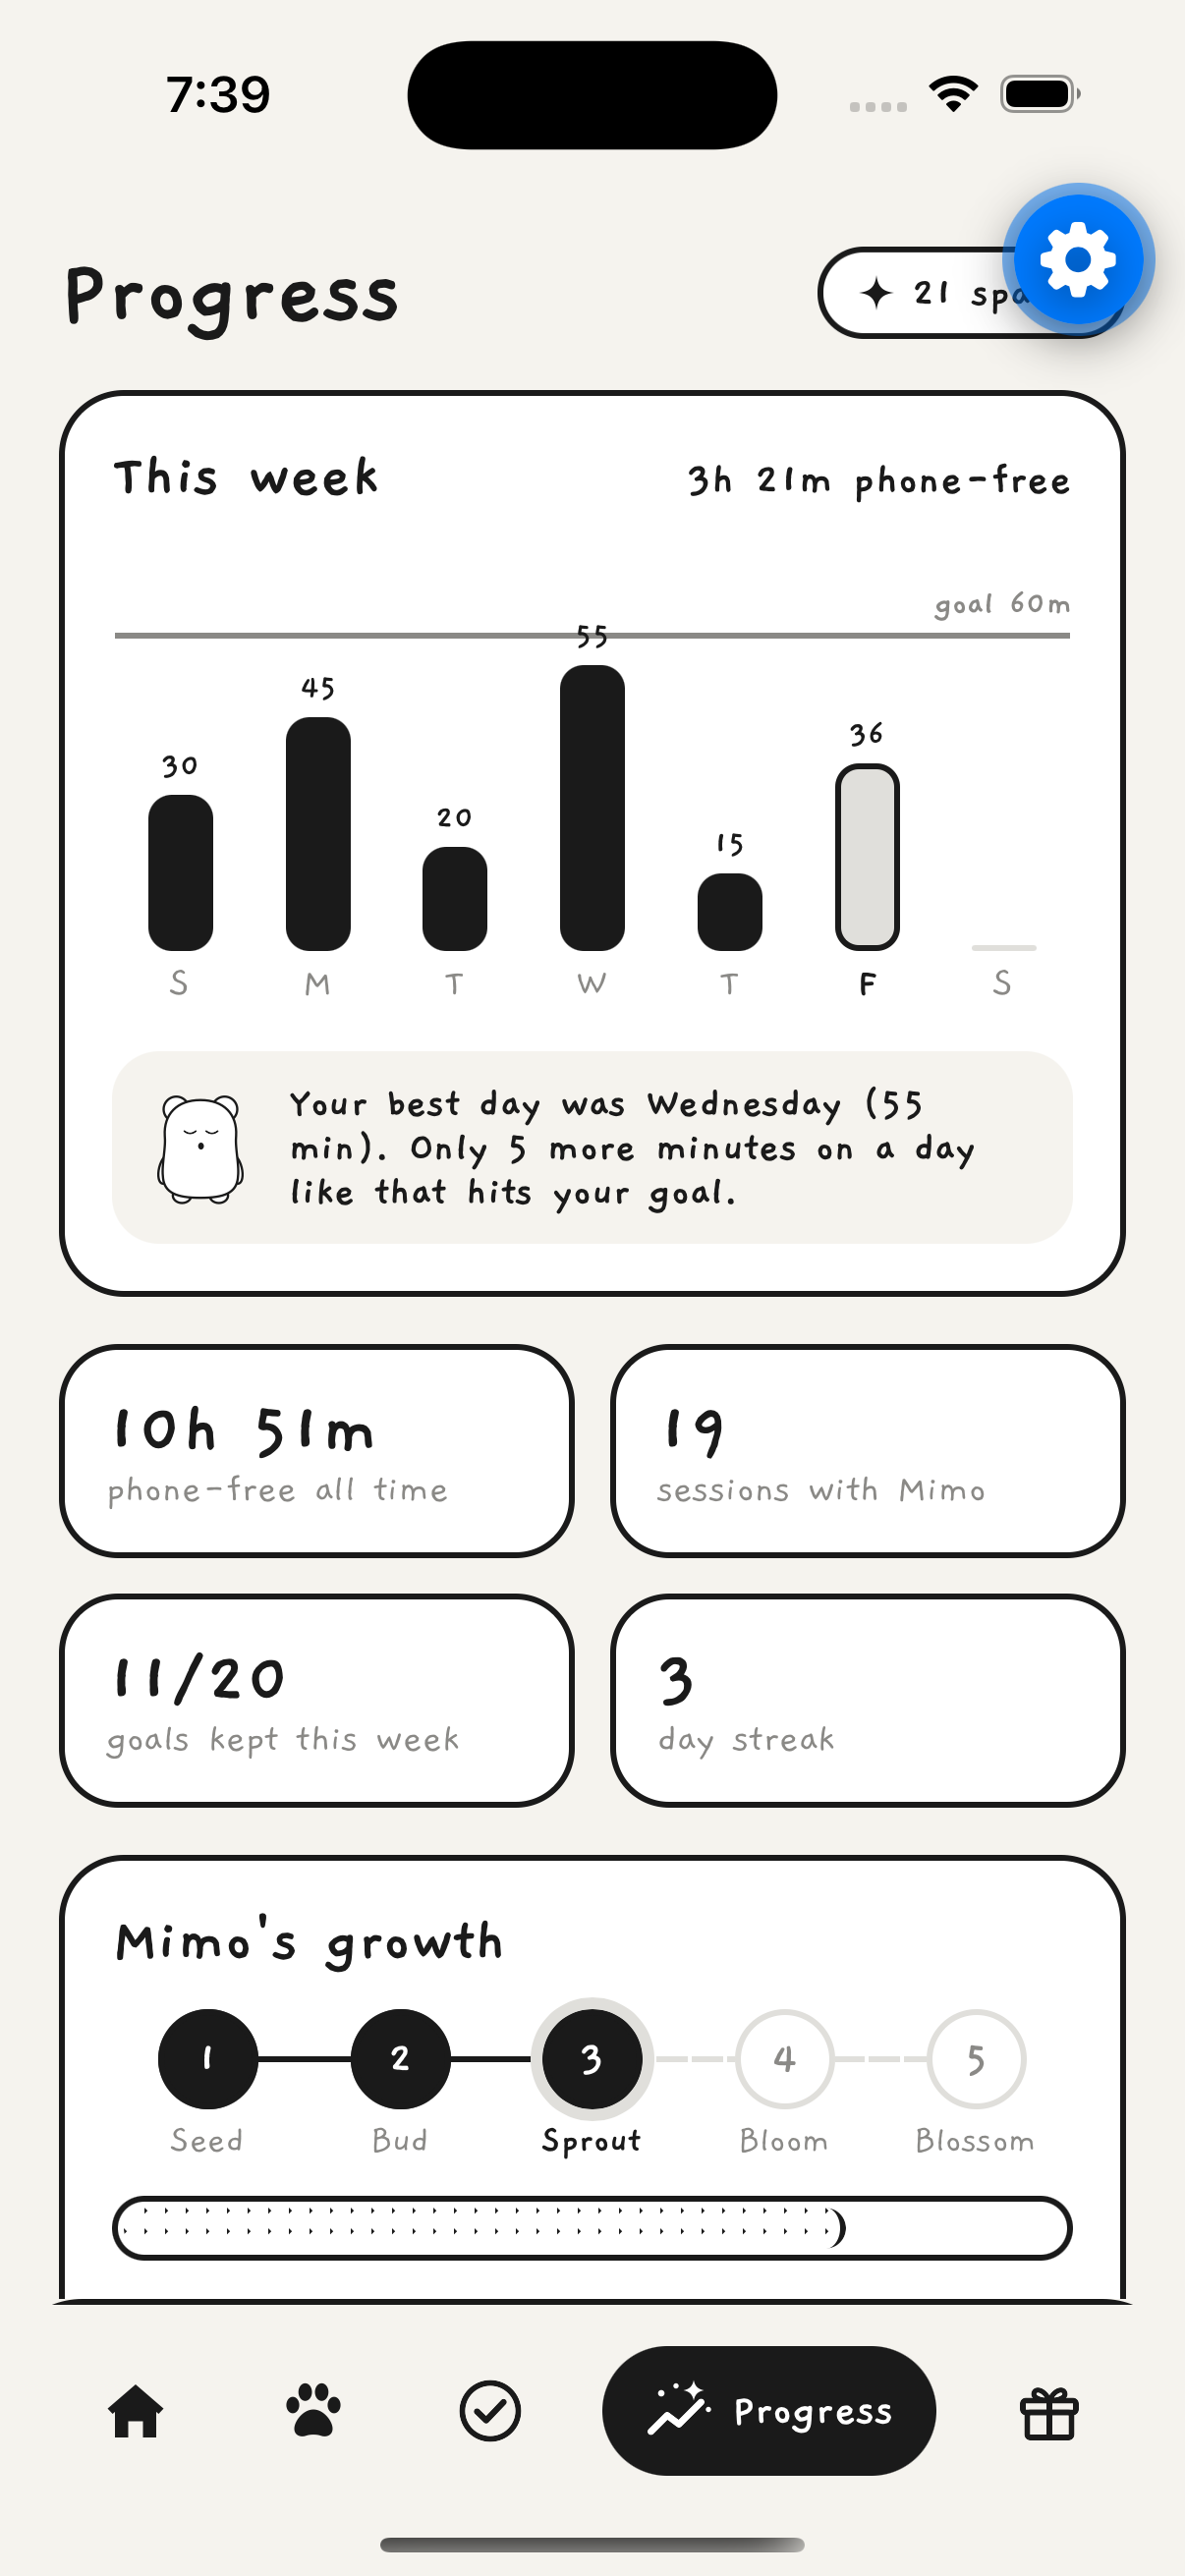 7:39
Progress
21
This week
3h 21m phone-free
goal 60m
55
45
36
30
20
15
S M T W T F S
Your best day was Wednesday (55
min). Only 5 more minutes on a day
like that hits your goal.
10h 51m
phone-free all time
19
sessions with Mimo
11/20
goals kept this week
3
day streak
Mimo's growth
1 2 3 4 5
Seed Bud Sprout Bloom Blossom
Progress